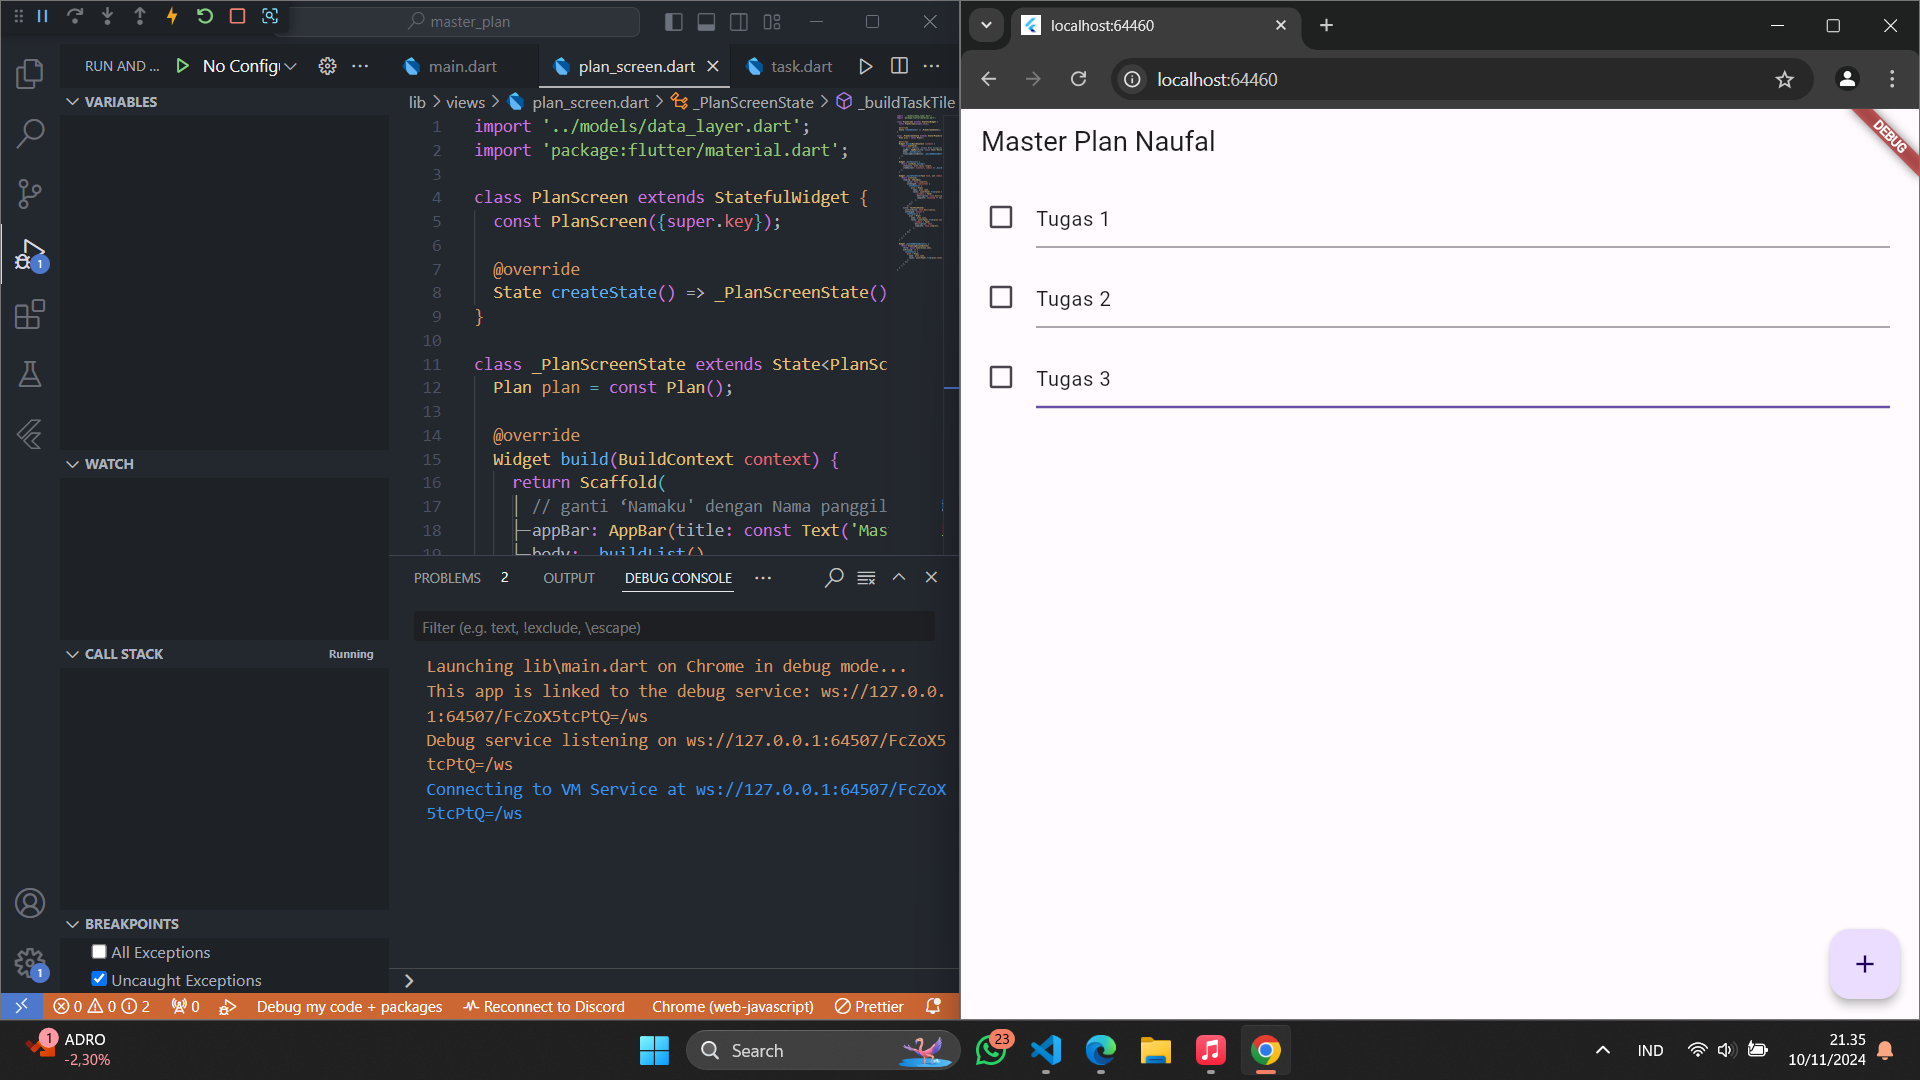 master_plan
RUN AND ...
No Config
main.dart
plan_screen.dart
task.dart
lib > views > plan_screen.dart > _PlanScreenState > _buildTaskTile
VARIABLES
WATCH
CALL STACK
Running
BREAKPOINTS
All Exceptions
Uncaught Exceptions
1 import '../models/data_layer.dart';
2 import 'package:flutter/material.dart';
3
4 class PlanScreen extends StatefulWidget {
5 const PlanScreen({super.key});
6
7 @override
8 State createState() => _PlanScreenState()
9 }
10
11 class _PlanScreenState extends State<PlanSc
12 Plan plan = const Plan();
13
14 @override
15 Widget build(BuildContext context) {
16 return Scaffold(
17 // ganti ‘Namaku' dengan Nama panggil
18 appBar: AppBar(title: const Text('Mas
19 body: _buildList()
PROBLEMS 2
OUTPUT
DEBUG CONSOLE
Filter (e.g. text, !exclude, \escape)
Launching lib\main.dart on Chrome in debug mode...
This app is linked to the debug service: ws://127.0.0.
1:64507/FcZoX5tcPtQ=/ws
Debug service listening on ws://127.0.0.1:64507/FcZoX5
tcPtQ=/ws
Connecting to VM Service at ws://127.0.0.1:64507/FcZoX
5tcPtQ=/ws
1
1
0 0 2
0
Debug my code + packages
Reconnect to Discord
Chrome (web-javascript)
Prettier
localhost:64460
localhost:64460
DEBUG
Master Plan Naufal
Tugas 1
Tugas 2
Tugas 3
+
1
ADRO
-2,30%
Search
23
IND
21.35
10/11/2024